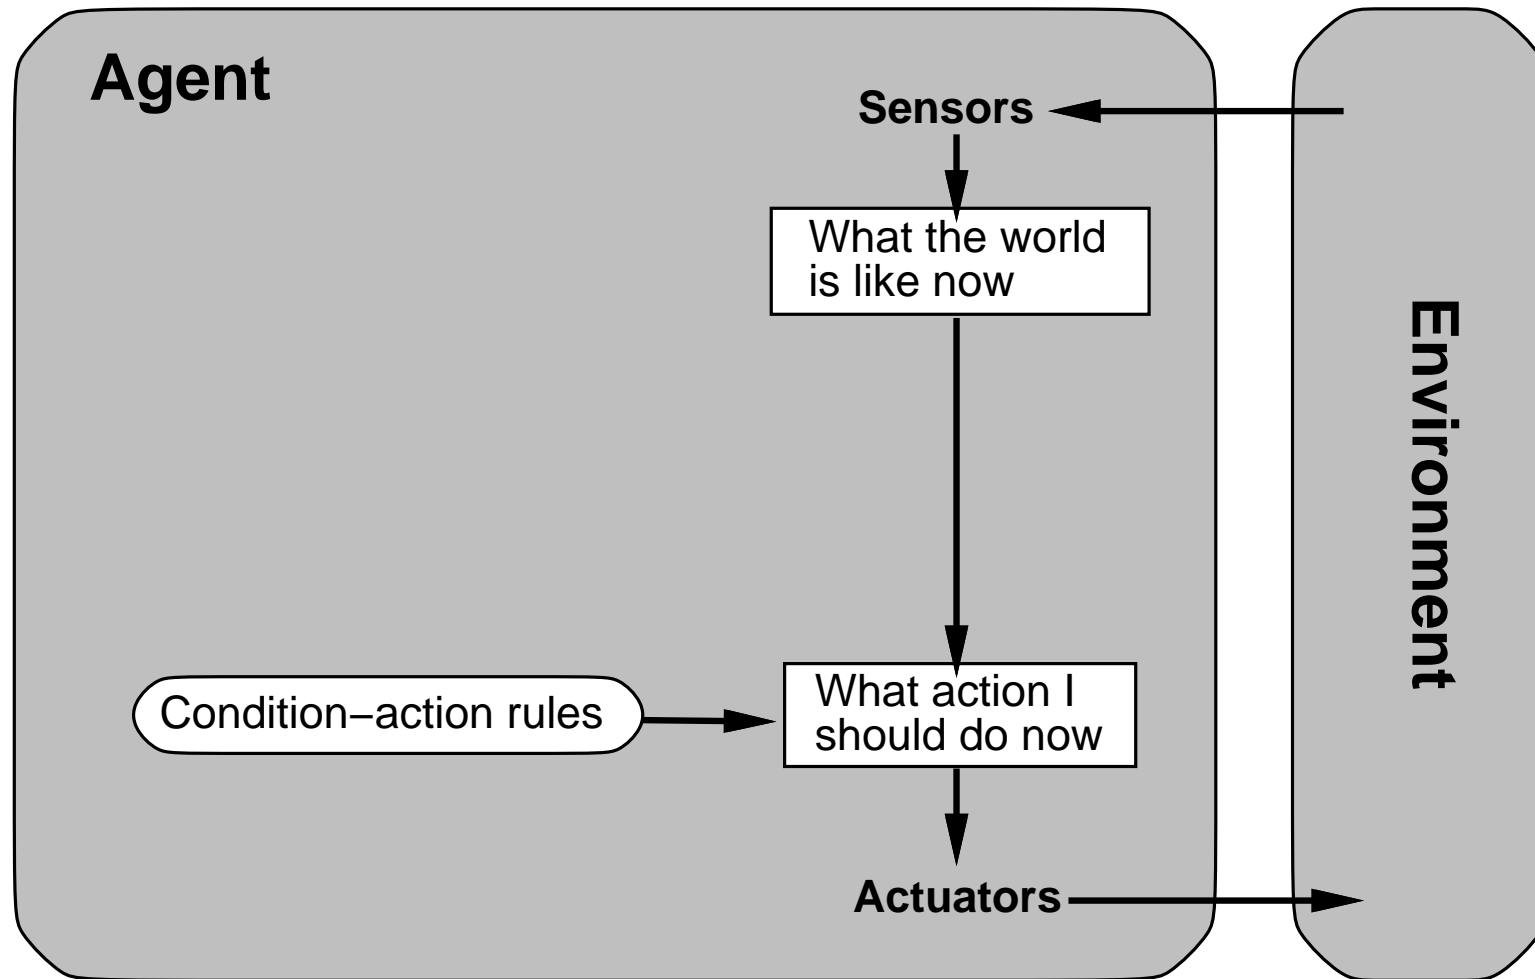 Agent
Sensors
What the world
is like now
Environment
Condition−action rules
What action I
should do now
Actuators